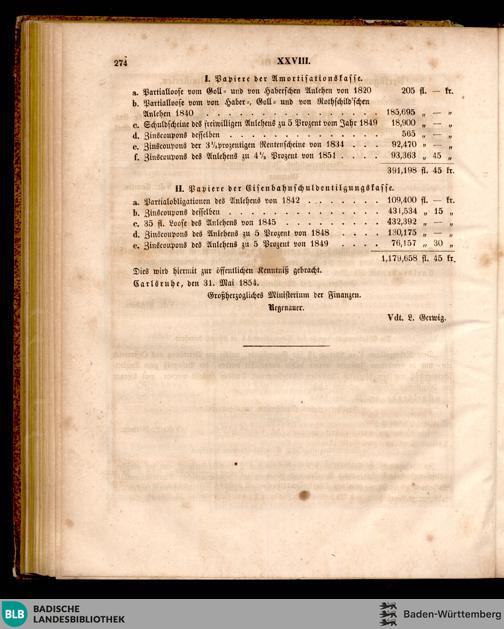 274
XXVIII.
I. Papiere der Amortisationskasse.
a. Partialloose vom Goll- und von Haberschen Anlehen von 1820 205 fl. — kr.
b. Partialloose vom von Haber-, Goll- und von Rothschild'schen
Anlehen 1840 . . . . . . . . . . . . 185,695 „ — „
c. Schuldscheine des freiwilligen Anlehens zu 5 Prozent vom Jahr 1849 18,900 „ — „
d. Zinscoupons desselben . . . . . . . . . . 565 „ — „
e. Zinscoupons der 3½prozentigen Rentenscheine von 1834 . . . 92,470 „ — „
f. Zinscoupons des Anlehens zu 4½ Prozent von 1851 . . . . 93,363 „ 45 „
391,198 fl. 45 kr.
II. Papiere der Eisenbahnschuldentilgungskasse.
a. Partialobligationen des Anlehens von 1842 . . . . . . . 109,400 fl. — kr.
b. Zinscoupons desselben . . . . . . . . . . 431,534 „ 15 „
c. 35 fl. Loose des Anlehens von 1845 . . . . . . . . 432,392 „ — „
d. Zinscoupons des Anlehens zu 5 Prozent von 1848 . . . . 130,175 „ — „
e. Zinscoupons des Anlehens zu 5 Prozent von 1849 . . . . 76,157 „ 30 „
1,179,658 fl. 45 kr.
Dies wird hiermit zur öffentlichen Kenntniß gebracht.
Carlsruhe, den 31. Mai 1854.
Großherzogliches Ministerium der Finanzen.
Regenauer.
Vdt. L. Gerwig.
BLB
BADISCHE
LANDESBIBLIOTHEK
Baden-Württemberg